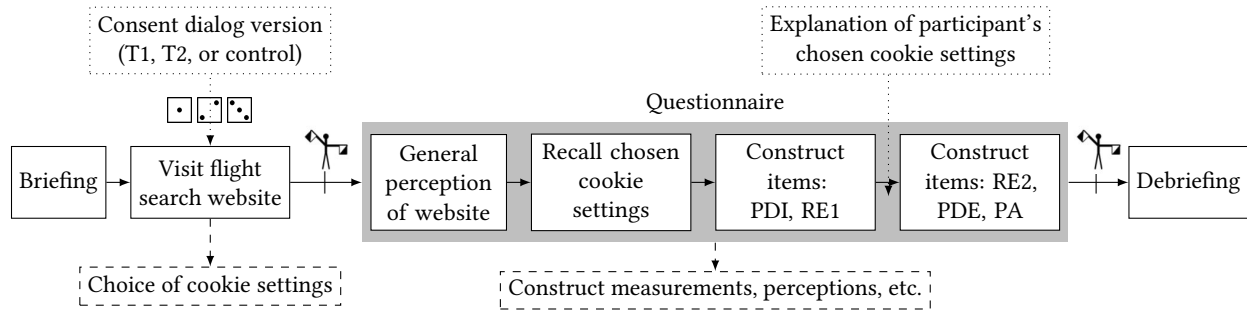 Consent dialog version
(T1, T2, or control)
Explanation of participant's
chosen cookie settings
Questionnaire
Briefing
Visit flight
search website
General
perception
of website
Recall chosen
cookie
settings
Construct
items:
PDI, RE1
Construct
items: RE2,
PDE, PA
Debriefing
Choice of cookie settings
Construct measurements, perceptions, etc.